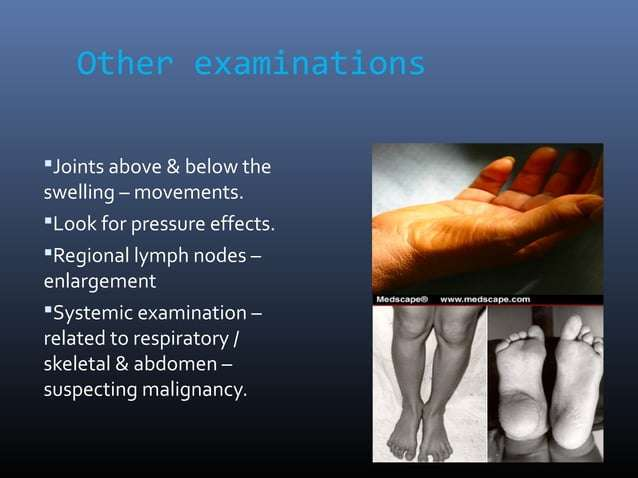 Other examinations
▪Joints above & below the
swelling – movements.
▪Look for pressure effects.
▪Regional lymph nodes –
enlargement
▪Systemic examination –
related to respiratory /
skeletal & abdomen –
suspecting malignancy.
Medscape® www.medscape.com